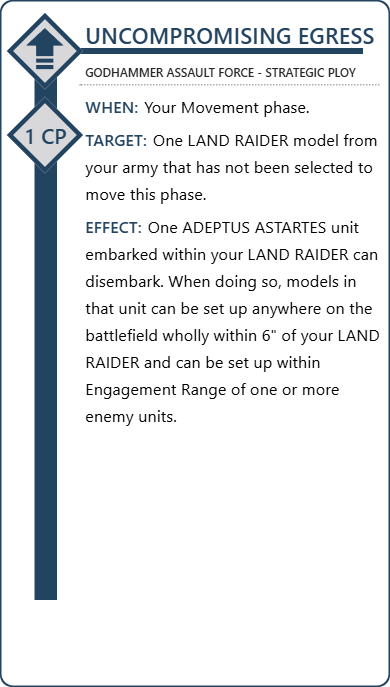 UNCOMPROMISING EGRESS
GODHAMMER ASSAULT FORCE - STRATEGIC PLOY
WHEN: Your Movement phase.
1 CP
TARGET: One LAND RAIDER model from
your army that has not been selected to
move this phase.
EFFECT: One ADEPTUS ASTARTES unit
embarked within your LAND RAIDER can
disembark. When doing so, models in
that unit can be set up anywhere on the
battlefield wholly within 6" of your LAND
RAIDER and can be set up within
Engagement Range of one or more
enemy units.